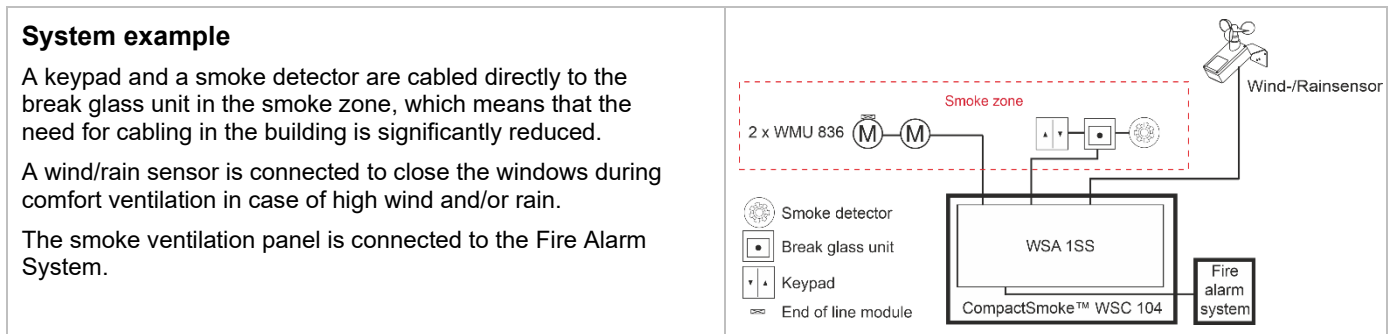 System example
A keypad and a smoke detector are cabled directly to the
break glass unit in the smoke zone, which means that the
need for cabling in the building is significantly reduced.
A wind/rain sensor is connected to close the windows during
comfort ventilation in case of high wind and/or rain.
The smoke ventilation panel is connected to the Fire Alarm
System.
Wind-/Rainsensor
Smoke zone
2 x WMU 836
M
M
Smoke detector
Break glass unit
Keypad
End of line module
WSA 1SS
CompactSmoke™ WSC 104
Fire
alarm
system